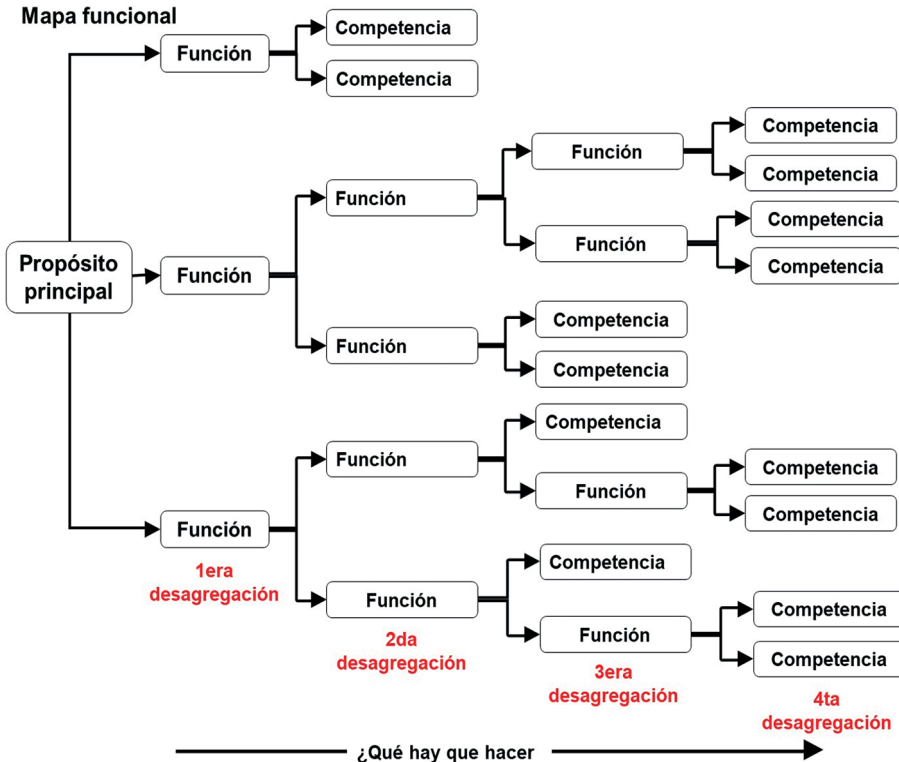 Mapa funcional
Competencia
Función
Competencia
Competencia
Función
Competencia
Función
Competencia
Función
Competencia
Propósito
principal
Función
Competencia
Función
Competencia
Competencia
Función
Competencia
Función
Competencia
Función
Competencia
1era
desagregación
Competencia
Función
Competencia
2da
desagregación
Función
Competencia
3era
desagregación
4ta
desagregación
¿Qué hay que hacer